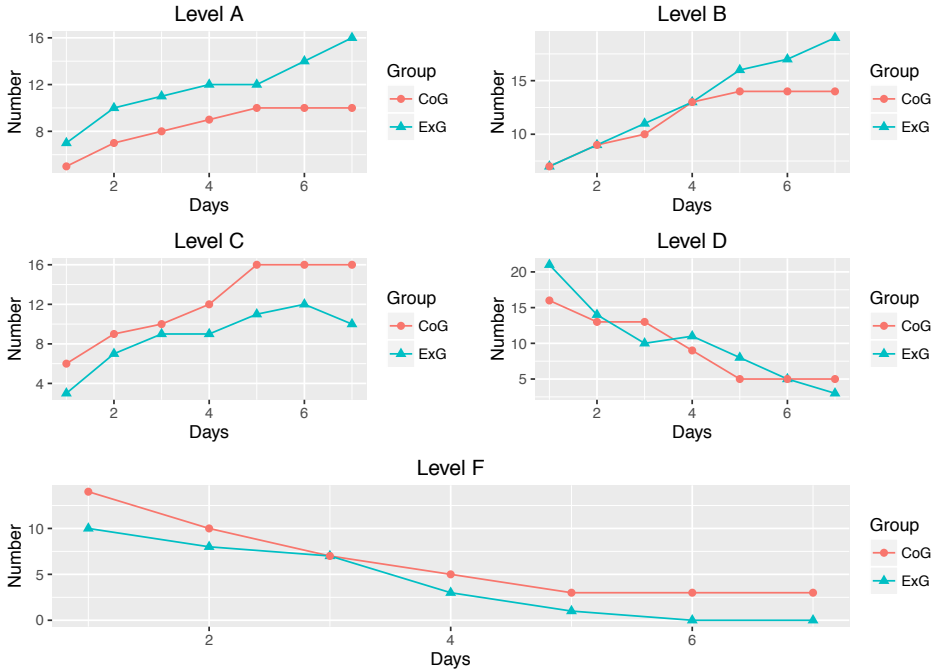 Level A
Number
16
12
8
2 4 6
Days
Group
CoG
ExG
Level B
Number
15
10
2 4 6
Days
Group
CoG
ExG
Level C
Number
16
12
8
4
2 4 6
Days
Group
CoG
ExG
Level D
Number
20
15
10
5
2 4 6
Days
Group
CoG
ExG
Level F
Number
10
5
0
2 4 6
Days
Group
CoG
ExG